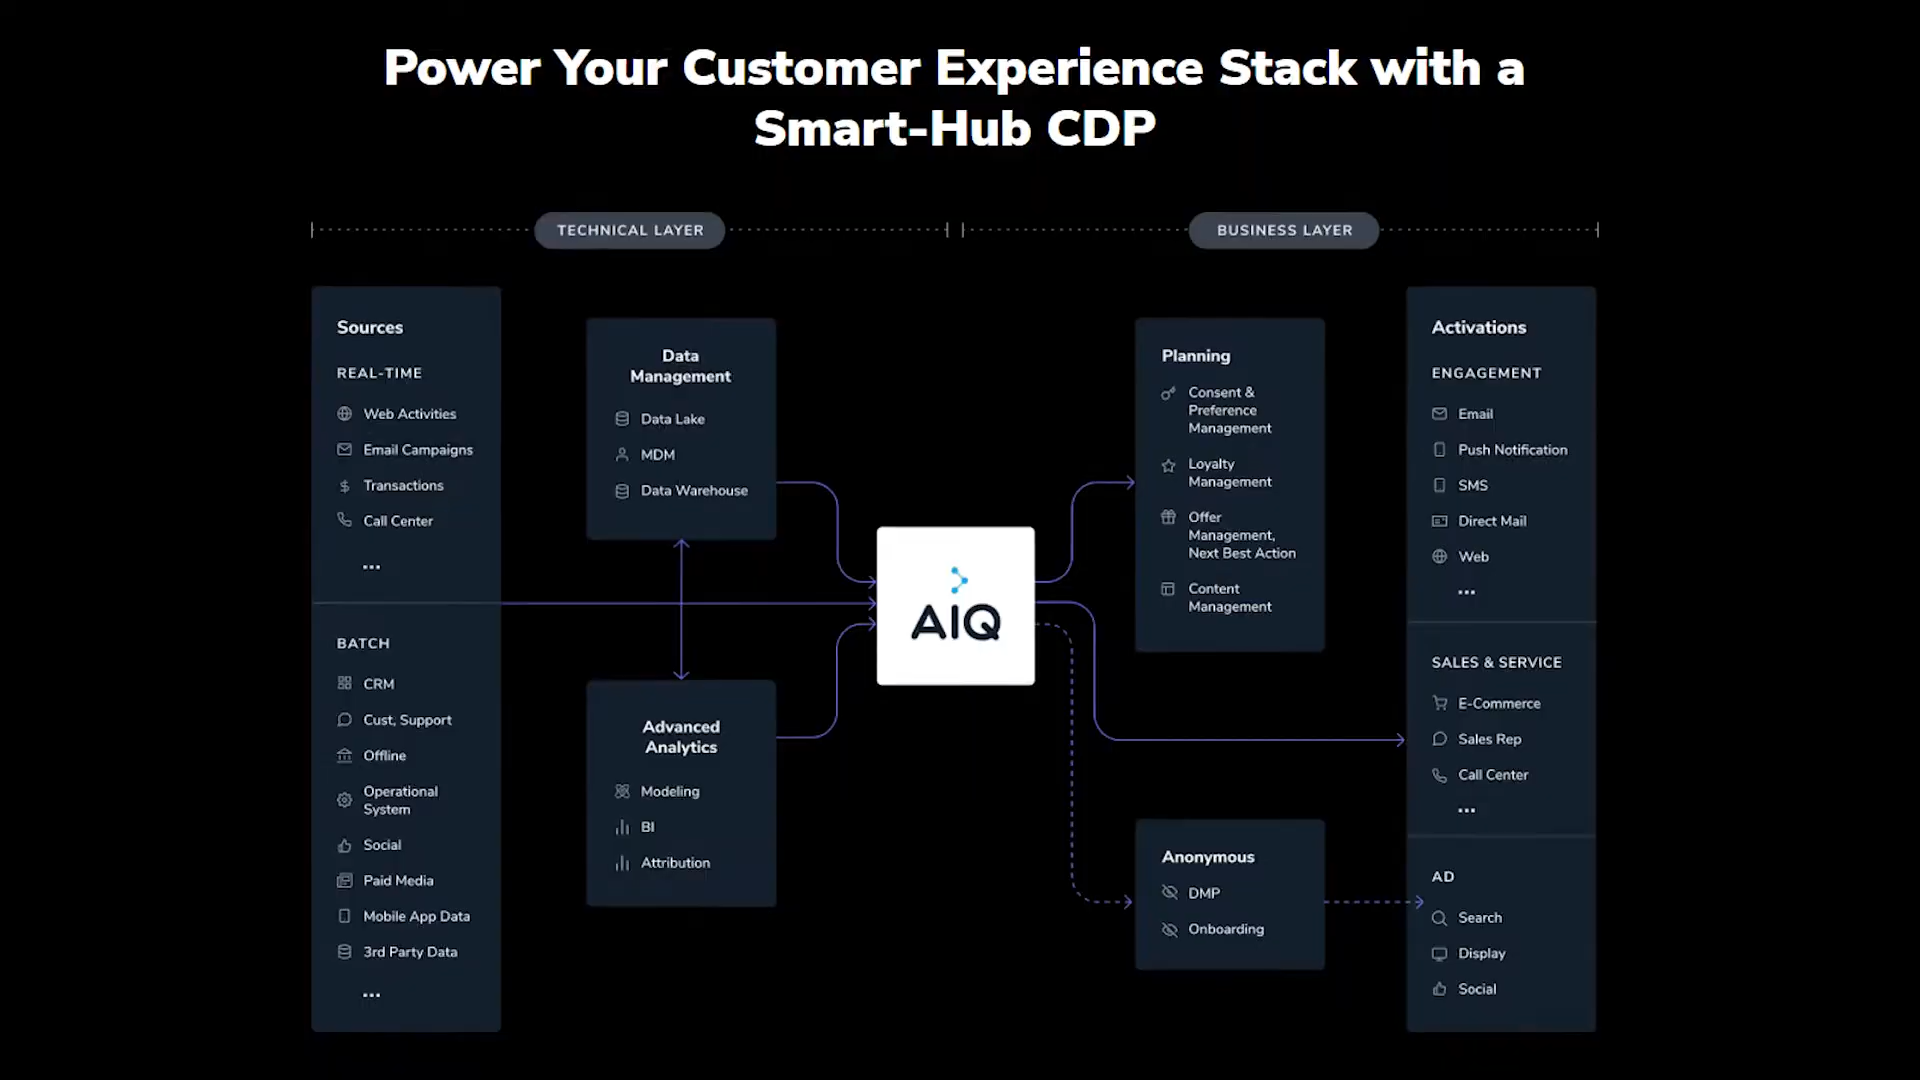 Power Your Customer Experience Stack with a
Smart-Hub CDP
TECHNICAL LAYER
BUSINESS LAYER
Sources
REAL-TIME
Web Activities
Email Campaigns
Transactions
Call Center
...
BATCH
CRM
Cust, Support
Offline
Operational
System
Social
Paid Media
Mobile App Data
3rd Party Data
...
Data
Management
Data Lake
MDM
Data Warehouse
Advanced
Analytics
Modeling
BI
Attribution
AIQ
Planning
Consent &
Preference
Management
Loyalty
Management
Offer
Management,
Next Best Action
Content
Management
Anonymous
DMP
Onboarding
Activations
ENGAGEMENT
Email
Push Notification
SMS
Direct Mail
Web
...
SALES & SERVICE
E-Commerce
Sales Rep
Call Center
...
AD
Search
Display
Social